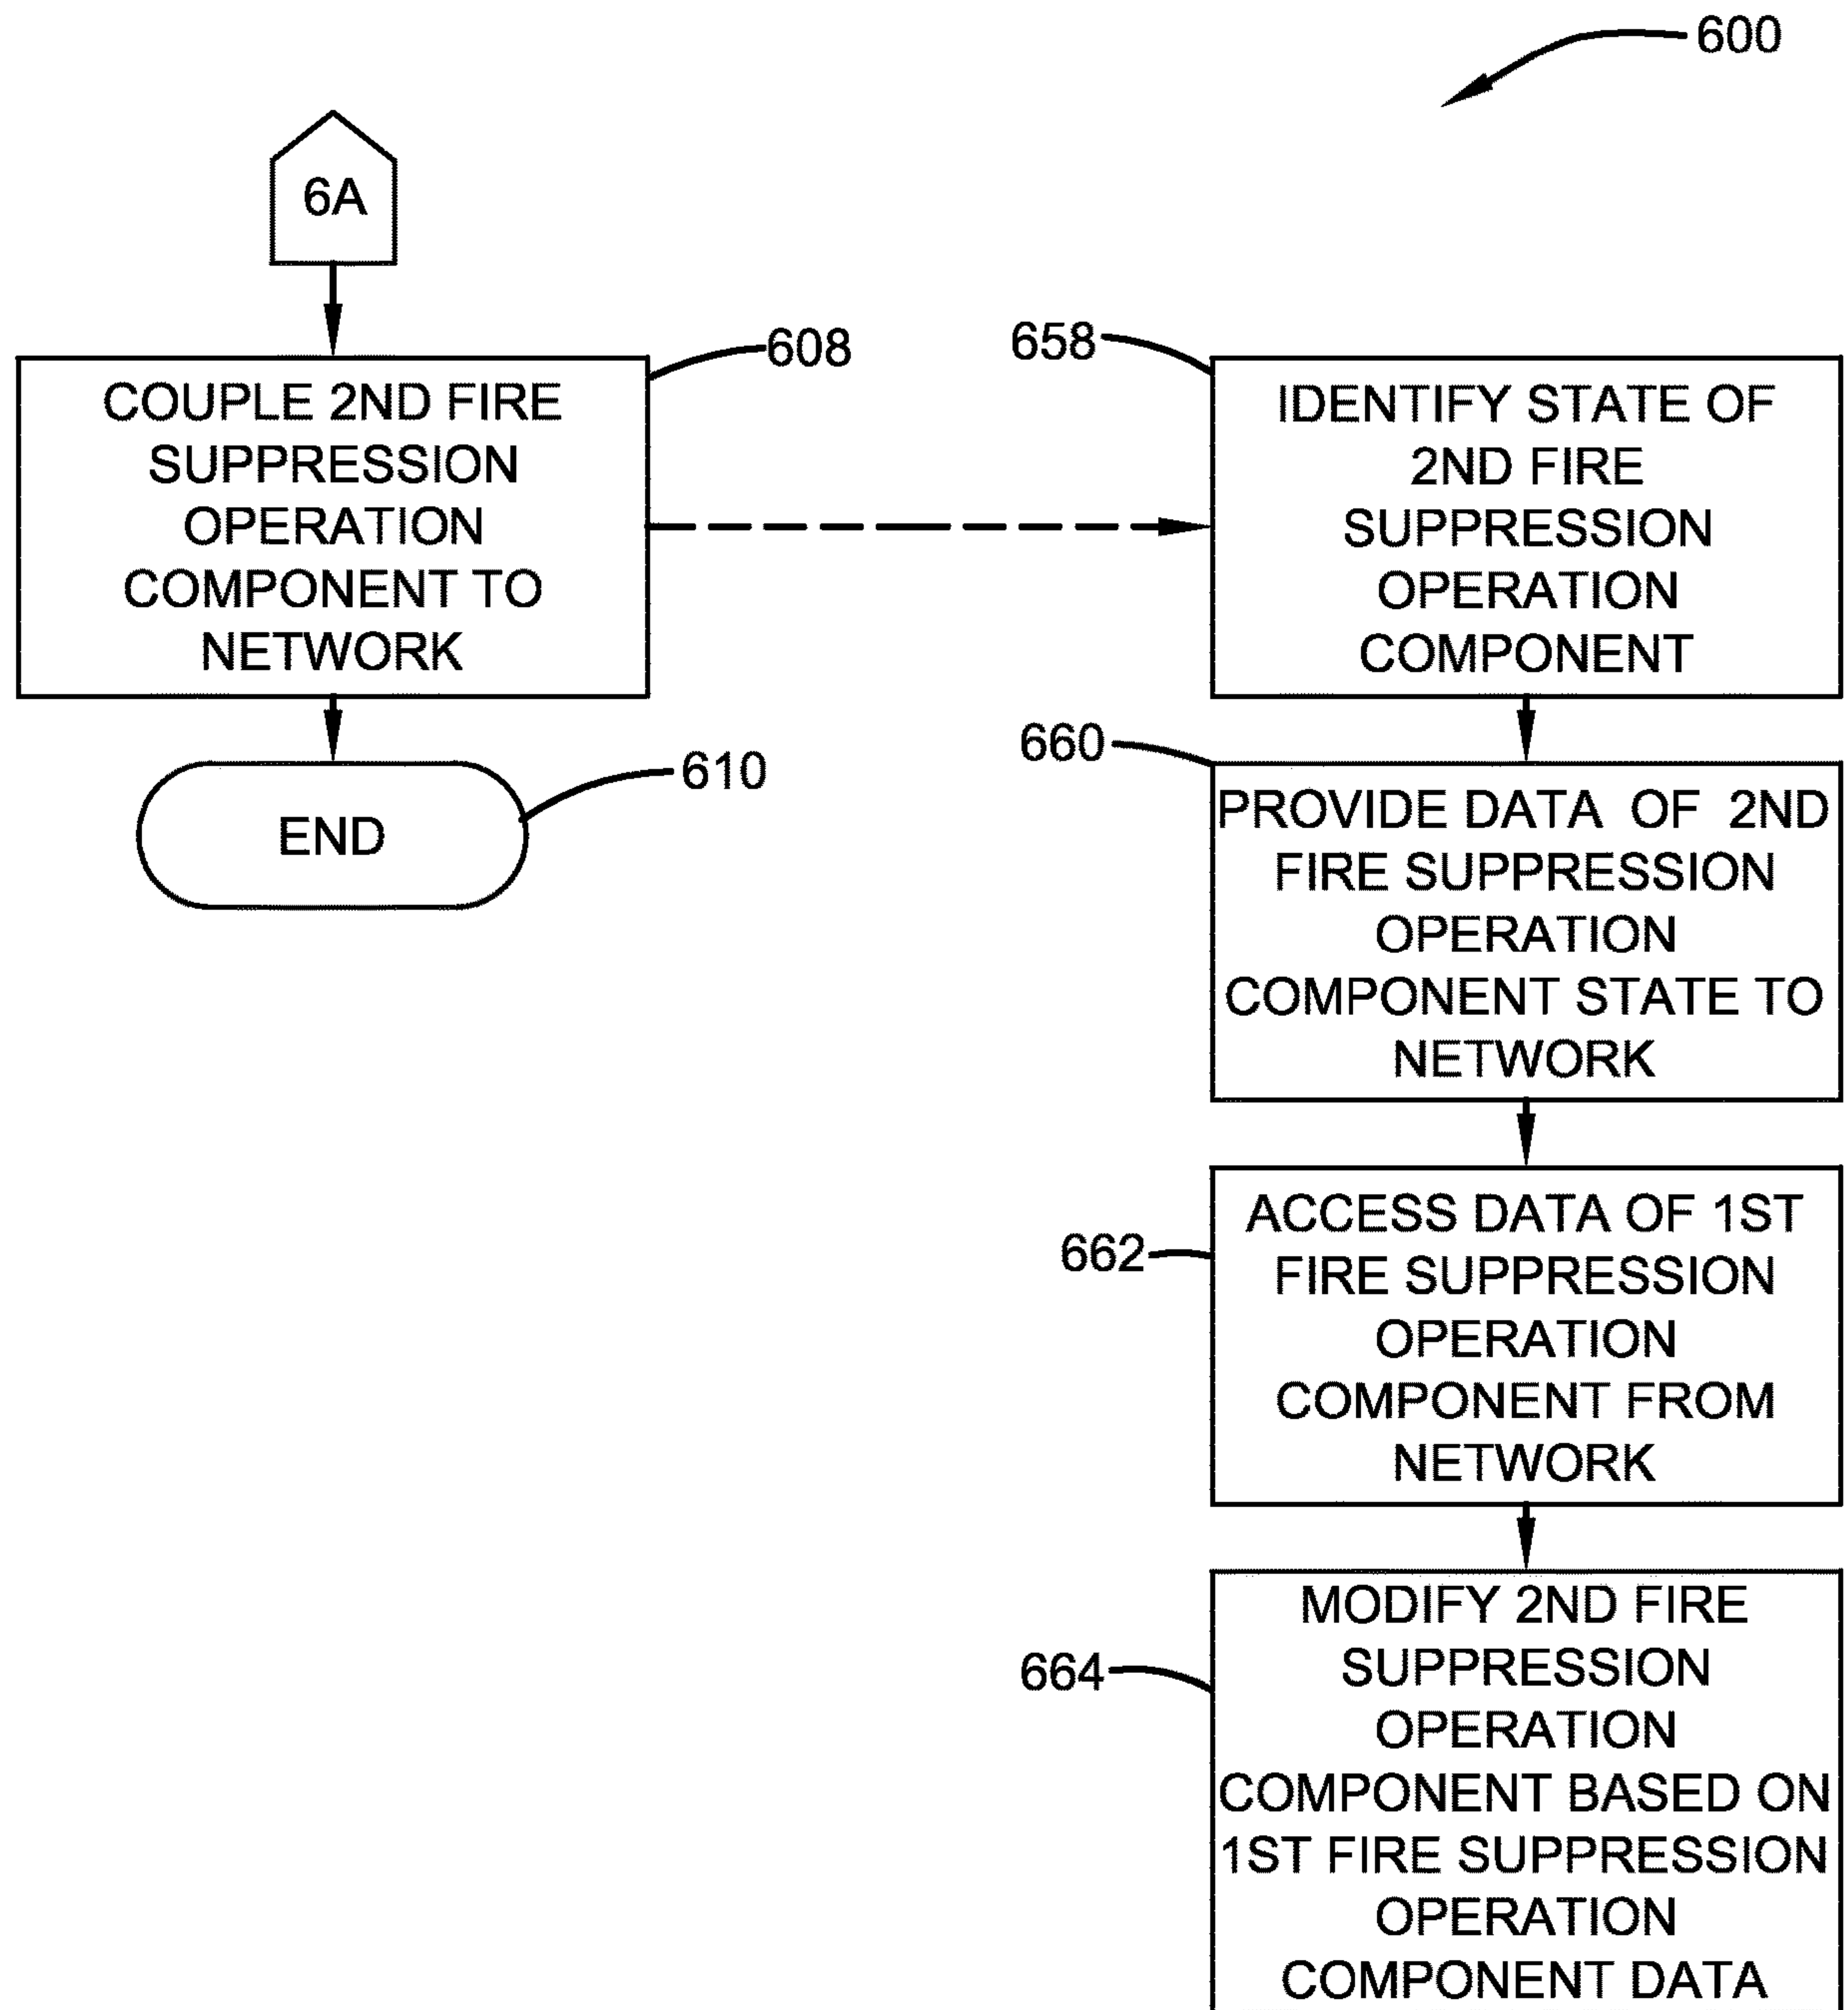 600
6A
608
COUPLE 2ND FIRE
SUPPRESSION
OPERATION
COMPONENT TO
NETWORK
610
END
658
IDENTIFY STATE OF
2ND FIRE
SUPPRESSION
OPERATION
COMPONENT
660
PROVIDE DATA OF 2ND
FIRE SUPPRESSION
OPERATION
COMPONENT STATE TO
NETWORK
662
ACCESS DATA OF 1ST
FIRE SUPPRESSION
OPERATION
COMPONENT FROM
NETWORK
664
MODIFY 2ND FIRE
SUPPRESSION
OPERATION
COMPONENT BASED ON
1ST FIRE SUPPRESSION
OPERATION
COMPONENT DATA